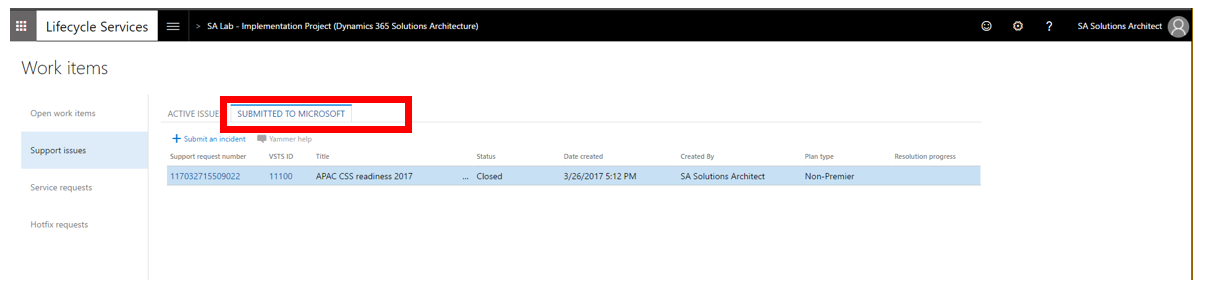 Lifecycle Services > SA Lab - Implementation Project (Dynamics 365 Solutions Architecture) ? SA Solutions Architect
Work items
Open work items
Support issues
Service requests
Hotfix requests
ACTIVE ISSUE SUBMITTED TO MICROSOFT
+ Submit an incident Yammer help
Support request number VSTS ID Title Status Date created Created By Plan type Resolution progress
117032715509022 11100 APAC CSS readiness 2017 ... Closed 3/26/2017 5:12 PM SA Solutions Architect Non-Premier